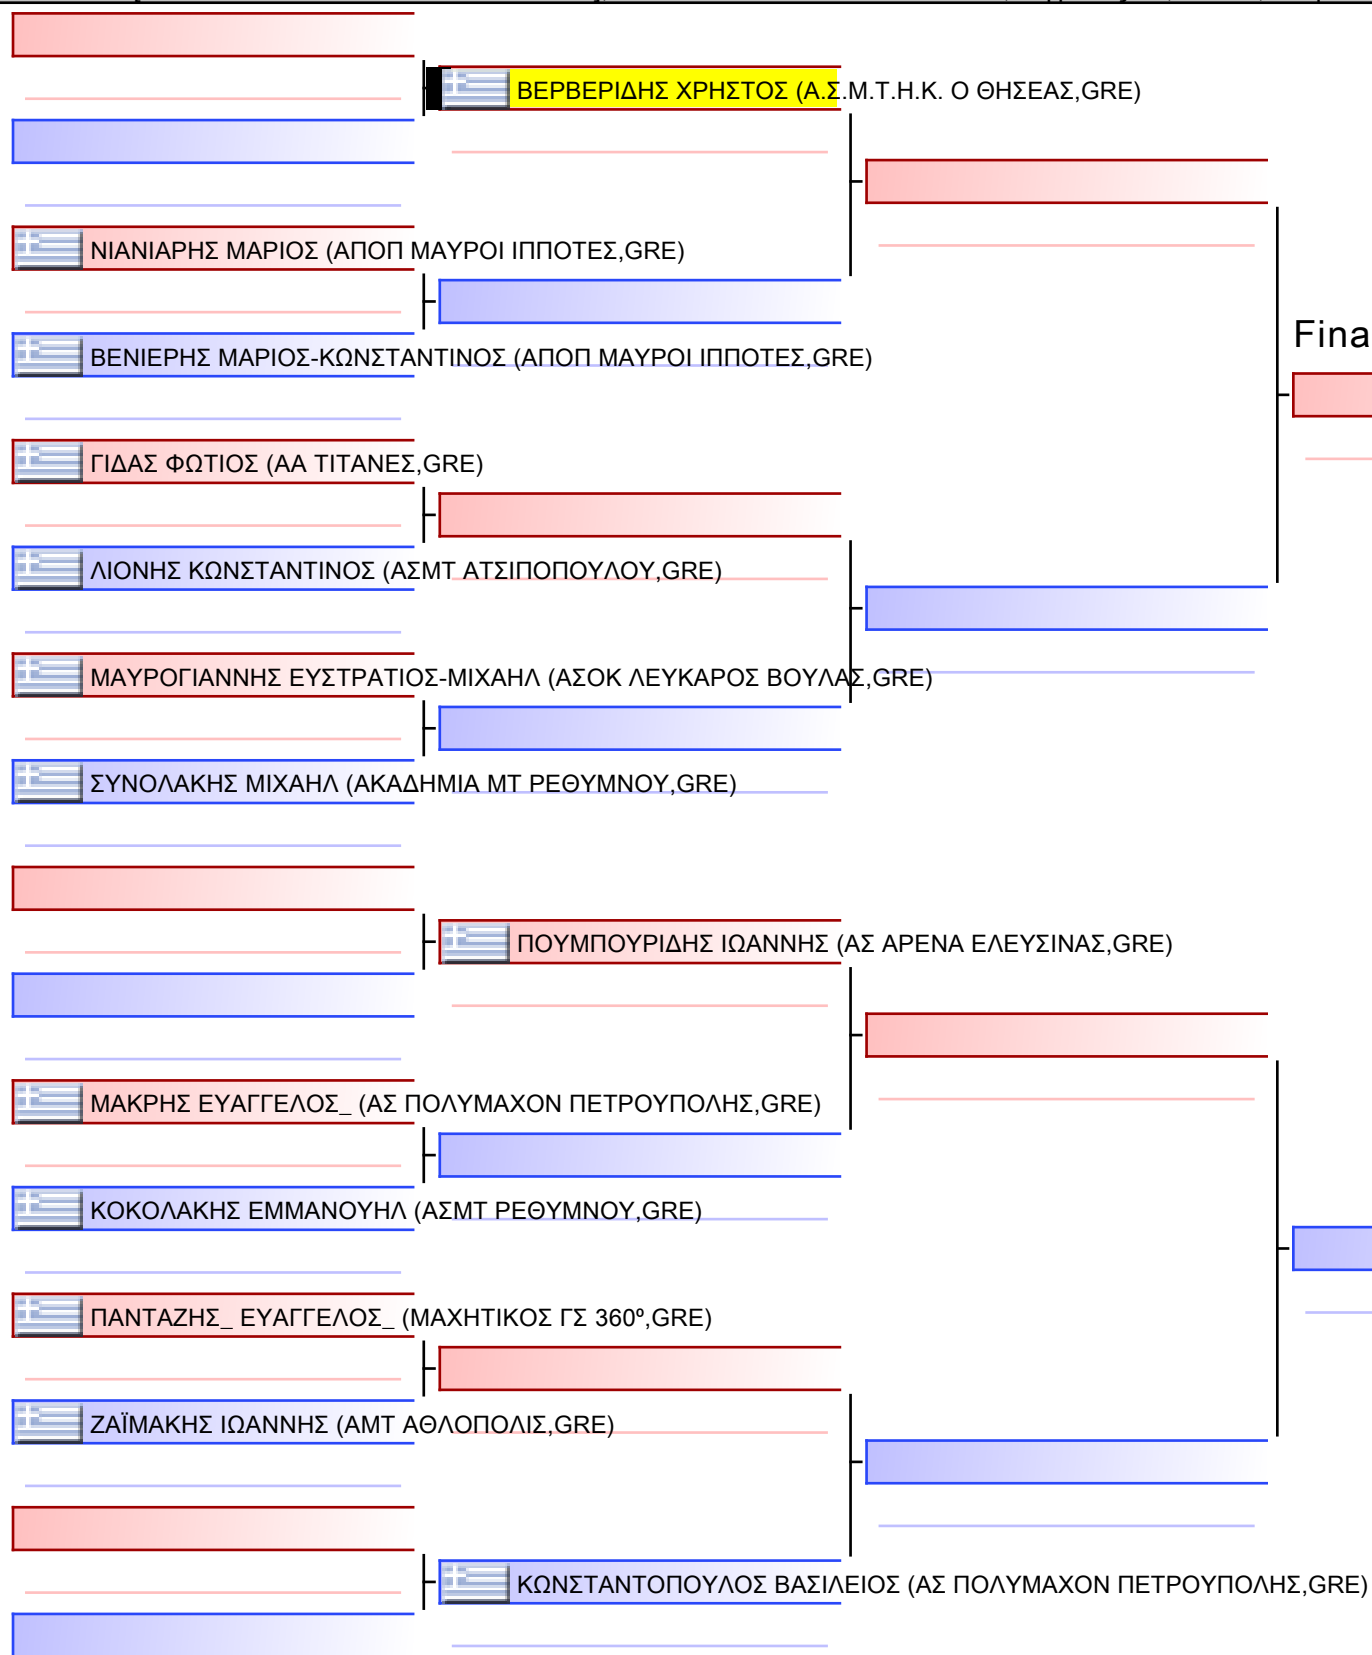 ΒΕΡΒΕΡΙΔΗΣ ΧΡΗΣΤΟΣ (Α.Σ.Μ.Τ.Η.Κ. Ο ΘΗΣΕΑΣ,GRE)
ΝΙΑΝΙΑΡΗΣ ΜΑΡΙΟΣ (ΑΠΟΠ ΜΑΥΡΟΙ ΙΠΠΟΤΕΣ,GRE)
Fina
ΒΕΝΙΕΡΗΣ ΜΑΡΙΟΣ-ΚΩΝΣΤΑΝΤΙΝΟΣ (ΑΠΟΠ ΜΑΥΡΟΙ ΙΠΠΟΤΕΣ,GRE)
ΓΙΔΑΣ ΦΩΤΙΟΣ (ΑΑ ΤΙΤΑΝΕΣ,GRE)
ΛΙΟΝΗΣ ΚΩΝΣΤΑΝΤΙΝΟΣ (ΑΣΜΤ ΑΤΣΙΠΟΠΟΥΛΟΥ,GRE)
ΜΑΥΡΟΓΙΑΝΝΗΣ ΕΥΣΤΡΑΤΙΟΣ-ΜΙΧΑΗΛ (ΑΣΟΚ ΛΕΥΚΑΡΟΣ ΒΟΥΛΑΣ,GRE)
ΣΥΝΟΛΑΚΗΣ ΜΙΧΑΗΛ (ΑΚΑΔΗΜΙΑ ΜΤ ΡΕΘΥΜΝΟΥ,GRE)
ΠΟΥΜΠΟΥΡΙΔΗΣ ΙΩΑΝΝΗΣ (ΑΣ ΑΡΕΝΑ ΕΛΕΥΣΙΝΑΣ,GRE)
ΜΑΚΡΗΣ ΕΥΑΓΓΕΛΟΣ_ (ΑΣ ΠΟΛΥΜΑΧΟΝ ΠΕΤΡΟΥΠΟΛΗΣ,GRE)
ΚΟΚΟΛΑΚΗΣ ΕΜΜΑΝΟΥΗΛ (ΑΣΜΤ ΡΕΘΥΜΝΟΥ,GRE)
ΠΑΝΤΑΖΗΣ_ ΕΥΑΓΓΕΛΟΣ_ (ΜΑΧΗΤΙΚΟΣ ΓΣ 360º,GRE)
ΖΑΪΜΑΚΗΣ ΙΩΑΝΝΗΣ (ΑΜΤ ΑΘΛΟΠΟΛΙΣ,GRE)
ΚΩΝΣΤΑΝΤΟΠΟΥΛΟΣ ΒΑΣΙΛΕΙΟΣ (ΑΣ ΠΟΛΥΜΑΧΟΝ ΠΕΤΡΟΥΠΟΛΗΣ,GRE)